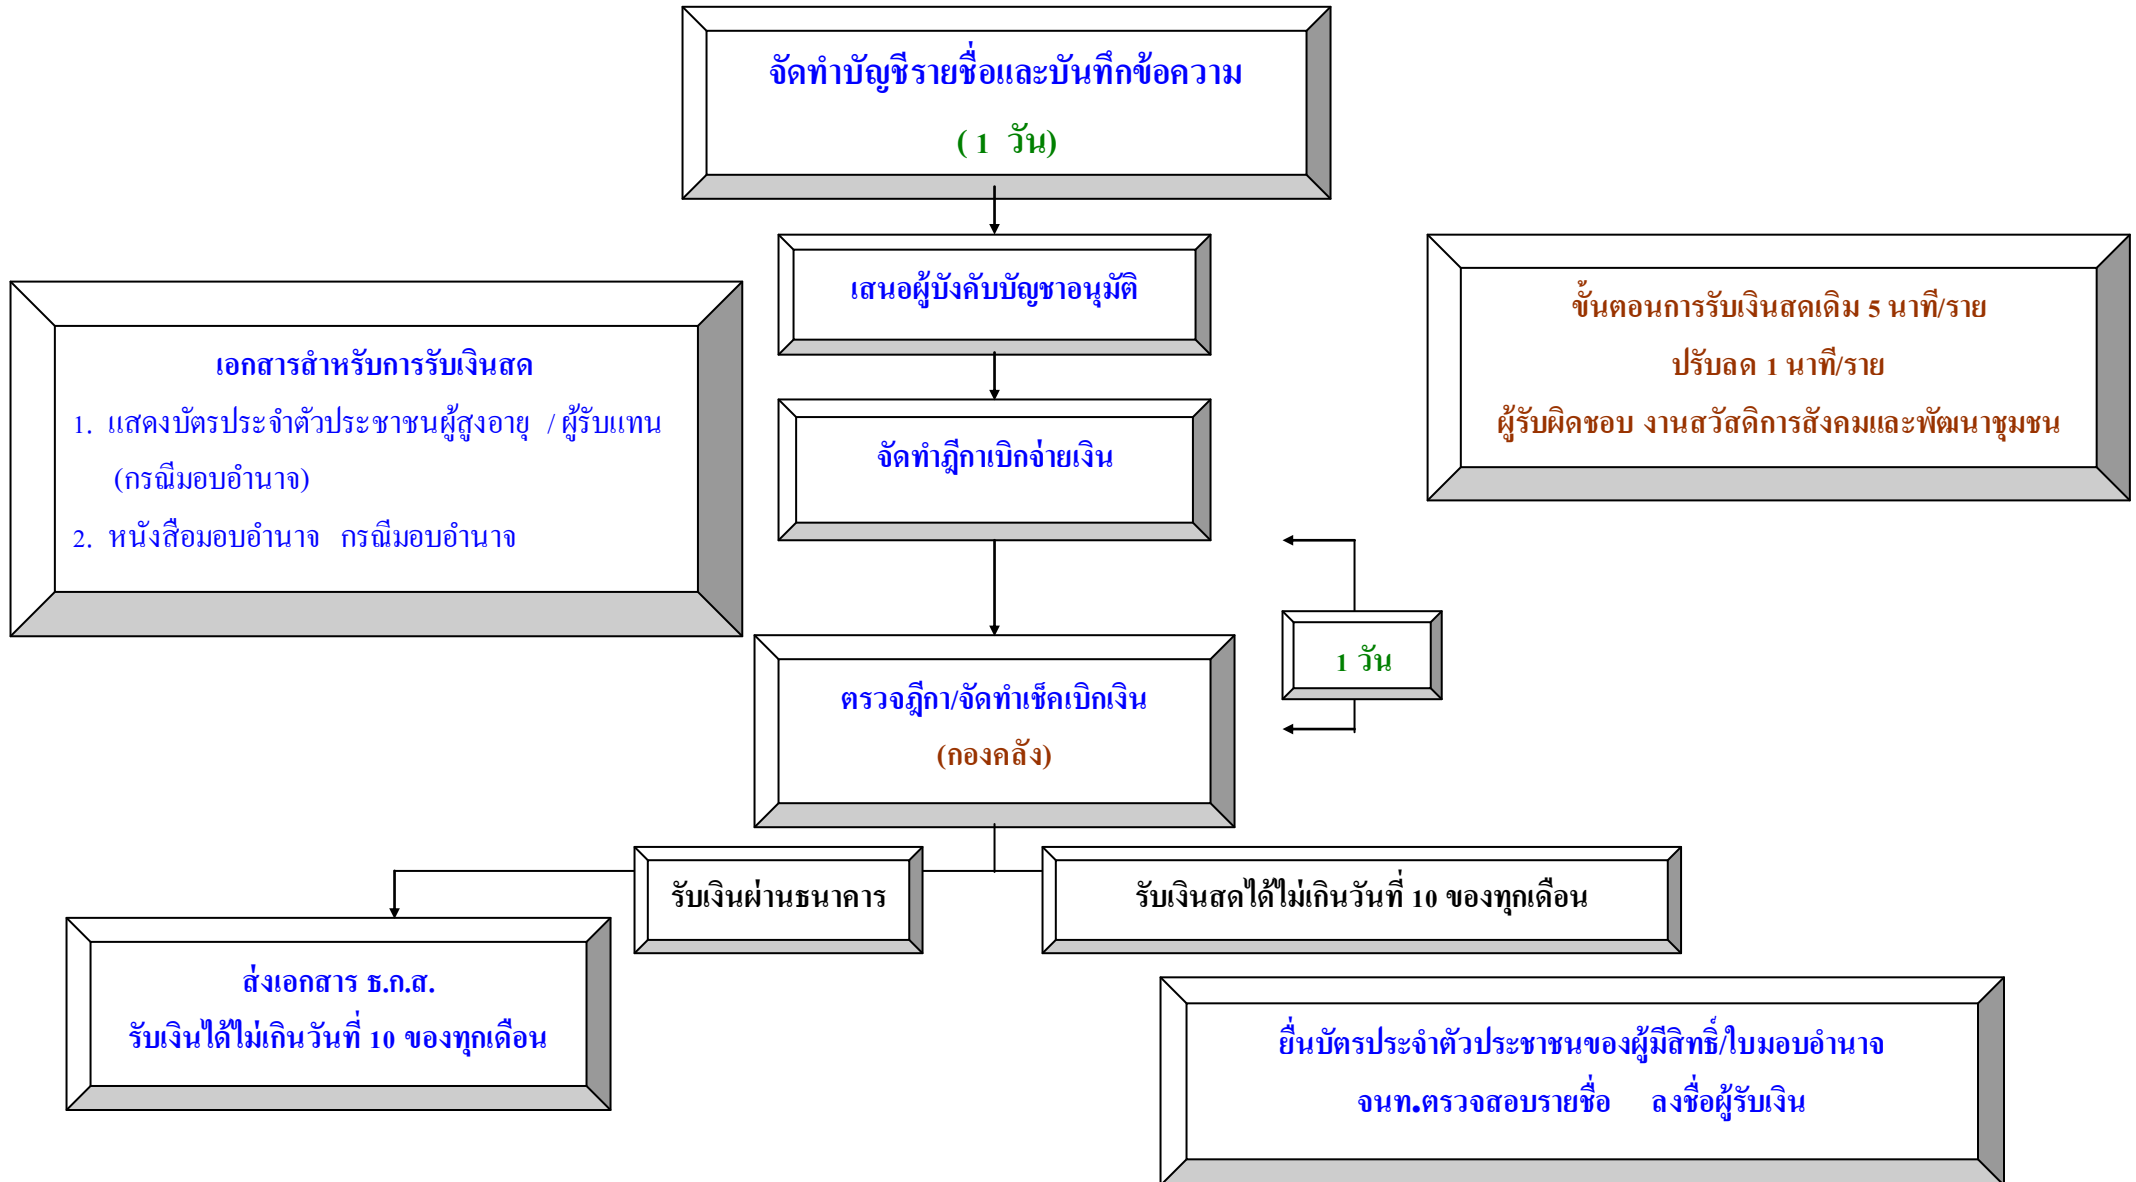 จัดทำบัญชีรายชื่อและบันทึกข้อความ
( 1 วัน)
เสนอผู้บังคับบัญชาอนุมัติ
เอกสารสำหรับการรับเงินสด
1. แสดงบัตรประจำตัวประชาชนผู้สูงอายุ / ผู้รับแทน
(กรณีมอบอำนาจ)
2. หนังสือมอบอำนาจ กรณีมอบอำนาจ
ขั้นตอนการรับเงินสดเดิม 5 นาที/ราย
ปรับลด 1 นาที/ราย
ผู้รับผิดชอบ งานสวัสดิการสังคมและพัฒนาชุมชน
จัดทำฎีกาเบิกจ่ายเงิน
1 วัน
ตรวจฎีกา/จัดทำเช็คเบิกเงิน
(กองคลัง)
รับเงินผ่านธนาคาร
รับเงินสดได้ไม่เกินวันที่ 10 ของทุกเดือน
ส่งเอกสาร ธ.ก.ส.
รับเงินได้ไม่เกินวันที่ 10 ของทุกเดือน
ยื่นบัตรประจำตัวประชาชนของผู้มีสิทธิ์/ใบมอบอำนาจ
จนท.ตรวจสอบรายชื่อ ลงชื่อผู้รับเงิน